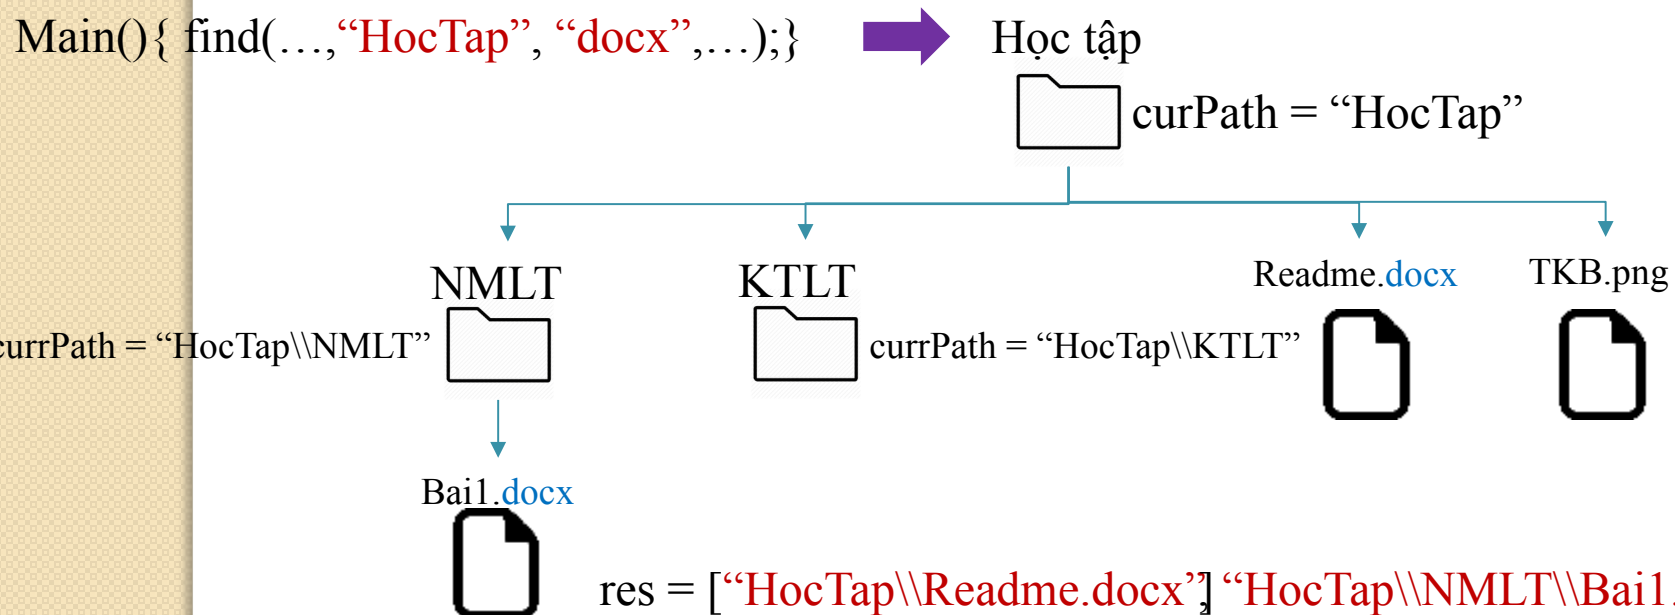 Main(){ find(…,“HocTap”, “docx”,…);}
Học tập
curPath = “HocTap”
NMLT
KTLT
Readme.docx
TKB.png
currPath = “HocTap\\NMLT”
currPath = “HocTap\\KTLT”
Bai1.docx
res = [“HocTap\\Readme.docx”, “HocTap\\NMLT\\Bai1